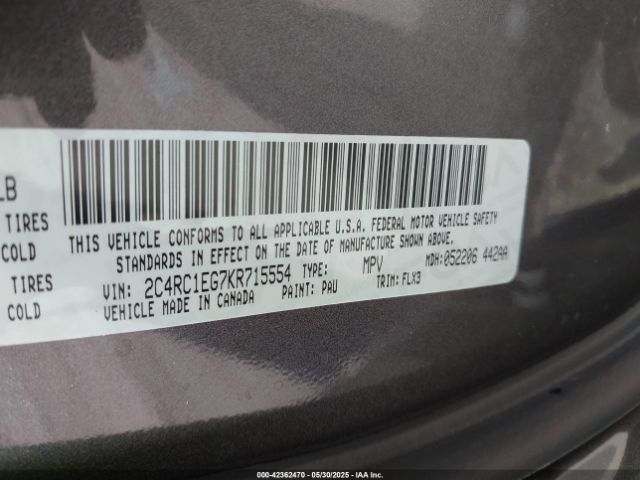 LB
TIRES
COLD
TIRES
COLD
THIS VEHICLE CONFORMS TO ALL APPLICABLE U.S.A. FEDERAL MOTOR VEHICLE SAFETY
STANDARDS IN EFFECT ON THE DATE OF MANUFACTURE SHOWN ABOVE.
VIN: 2C4RC1EG7KR715554 TYPE: MPV MDH: 052206 442AA
VEHICLE MADE IN CANADA PAINT: PAU TRIM: FLX3
000-42362470 — 05/30/2025 — IAA Inc.